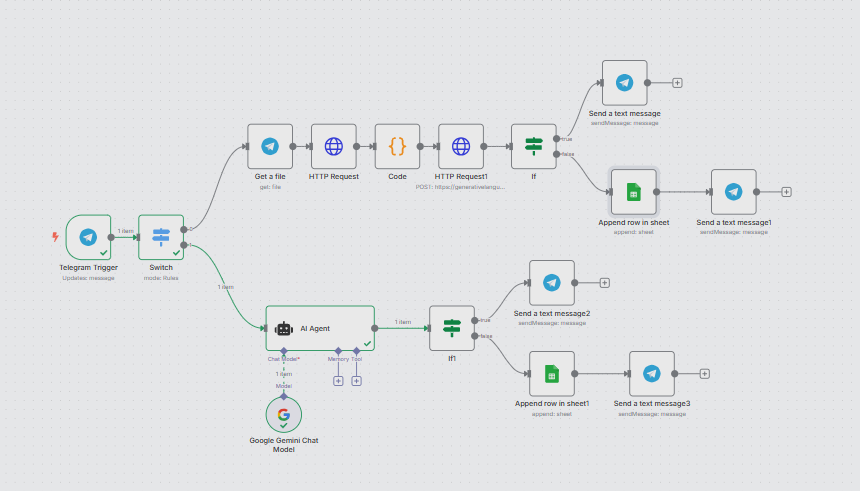 Send a text message
sendMessage: message
true
false
Get a file
get: file
HTTP Request
Code
HTTP Request1
POST: https://generativelangu...
If
Append row in sheet
append: sheet
Send a text message1
sendMessage: message
1 item
Telegram Trigger
Updates: message
Switch
mode: Rules
1 item
Send a text message2
sendMessage: message
AI Agent
1 item
true
false
If1
Chat Model*
Memory
Tool
1 item
Model
Google Gemini Chat
Model
Append row in sheet1
append: sheet
Send a text message3
sendMessage: message